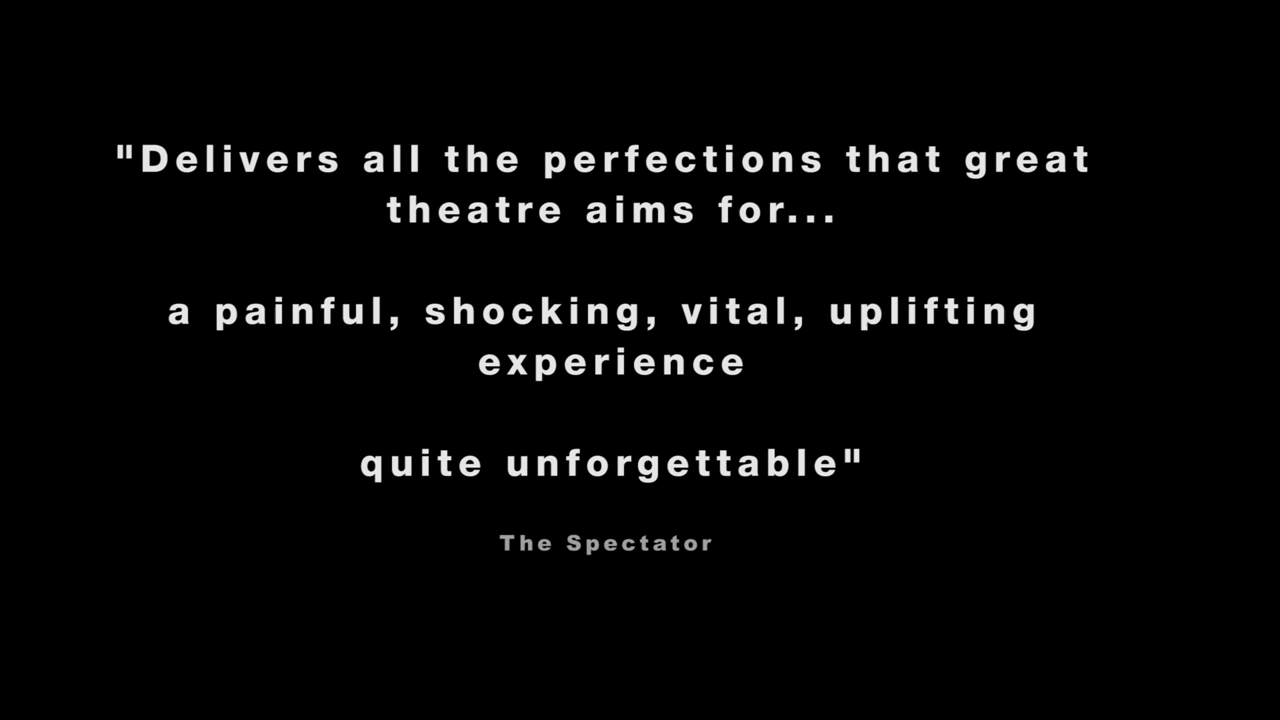 "Delivers all the perfections that great
theatre aims for...
a painful, shocking, vital, uplifting
experience
quite unforgettable"
The Spectator